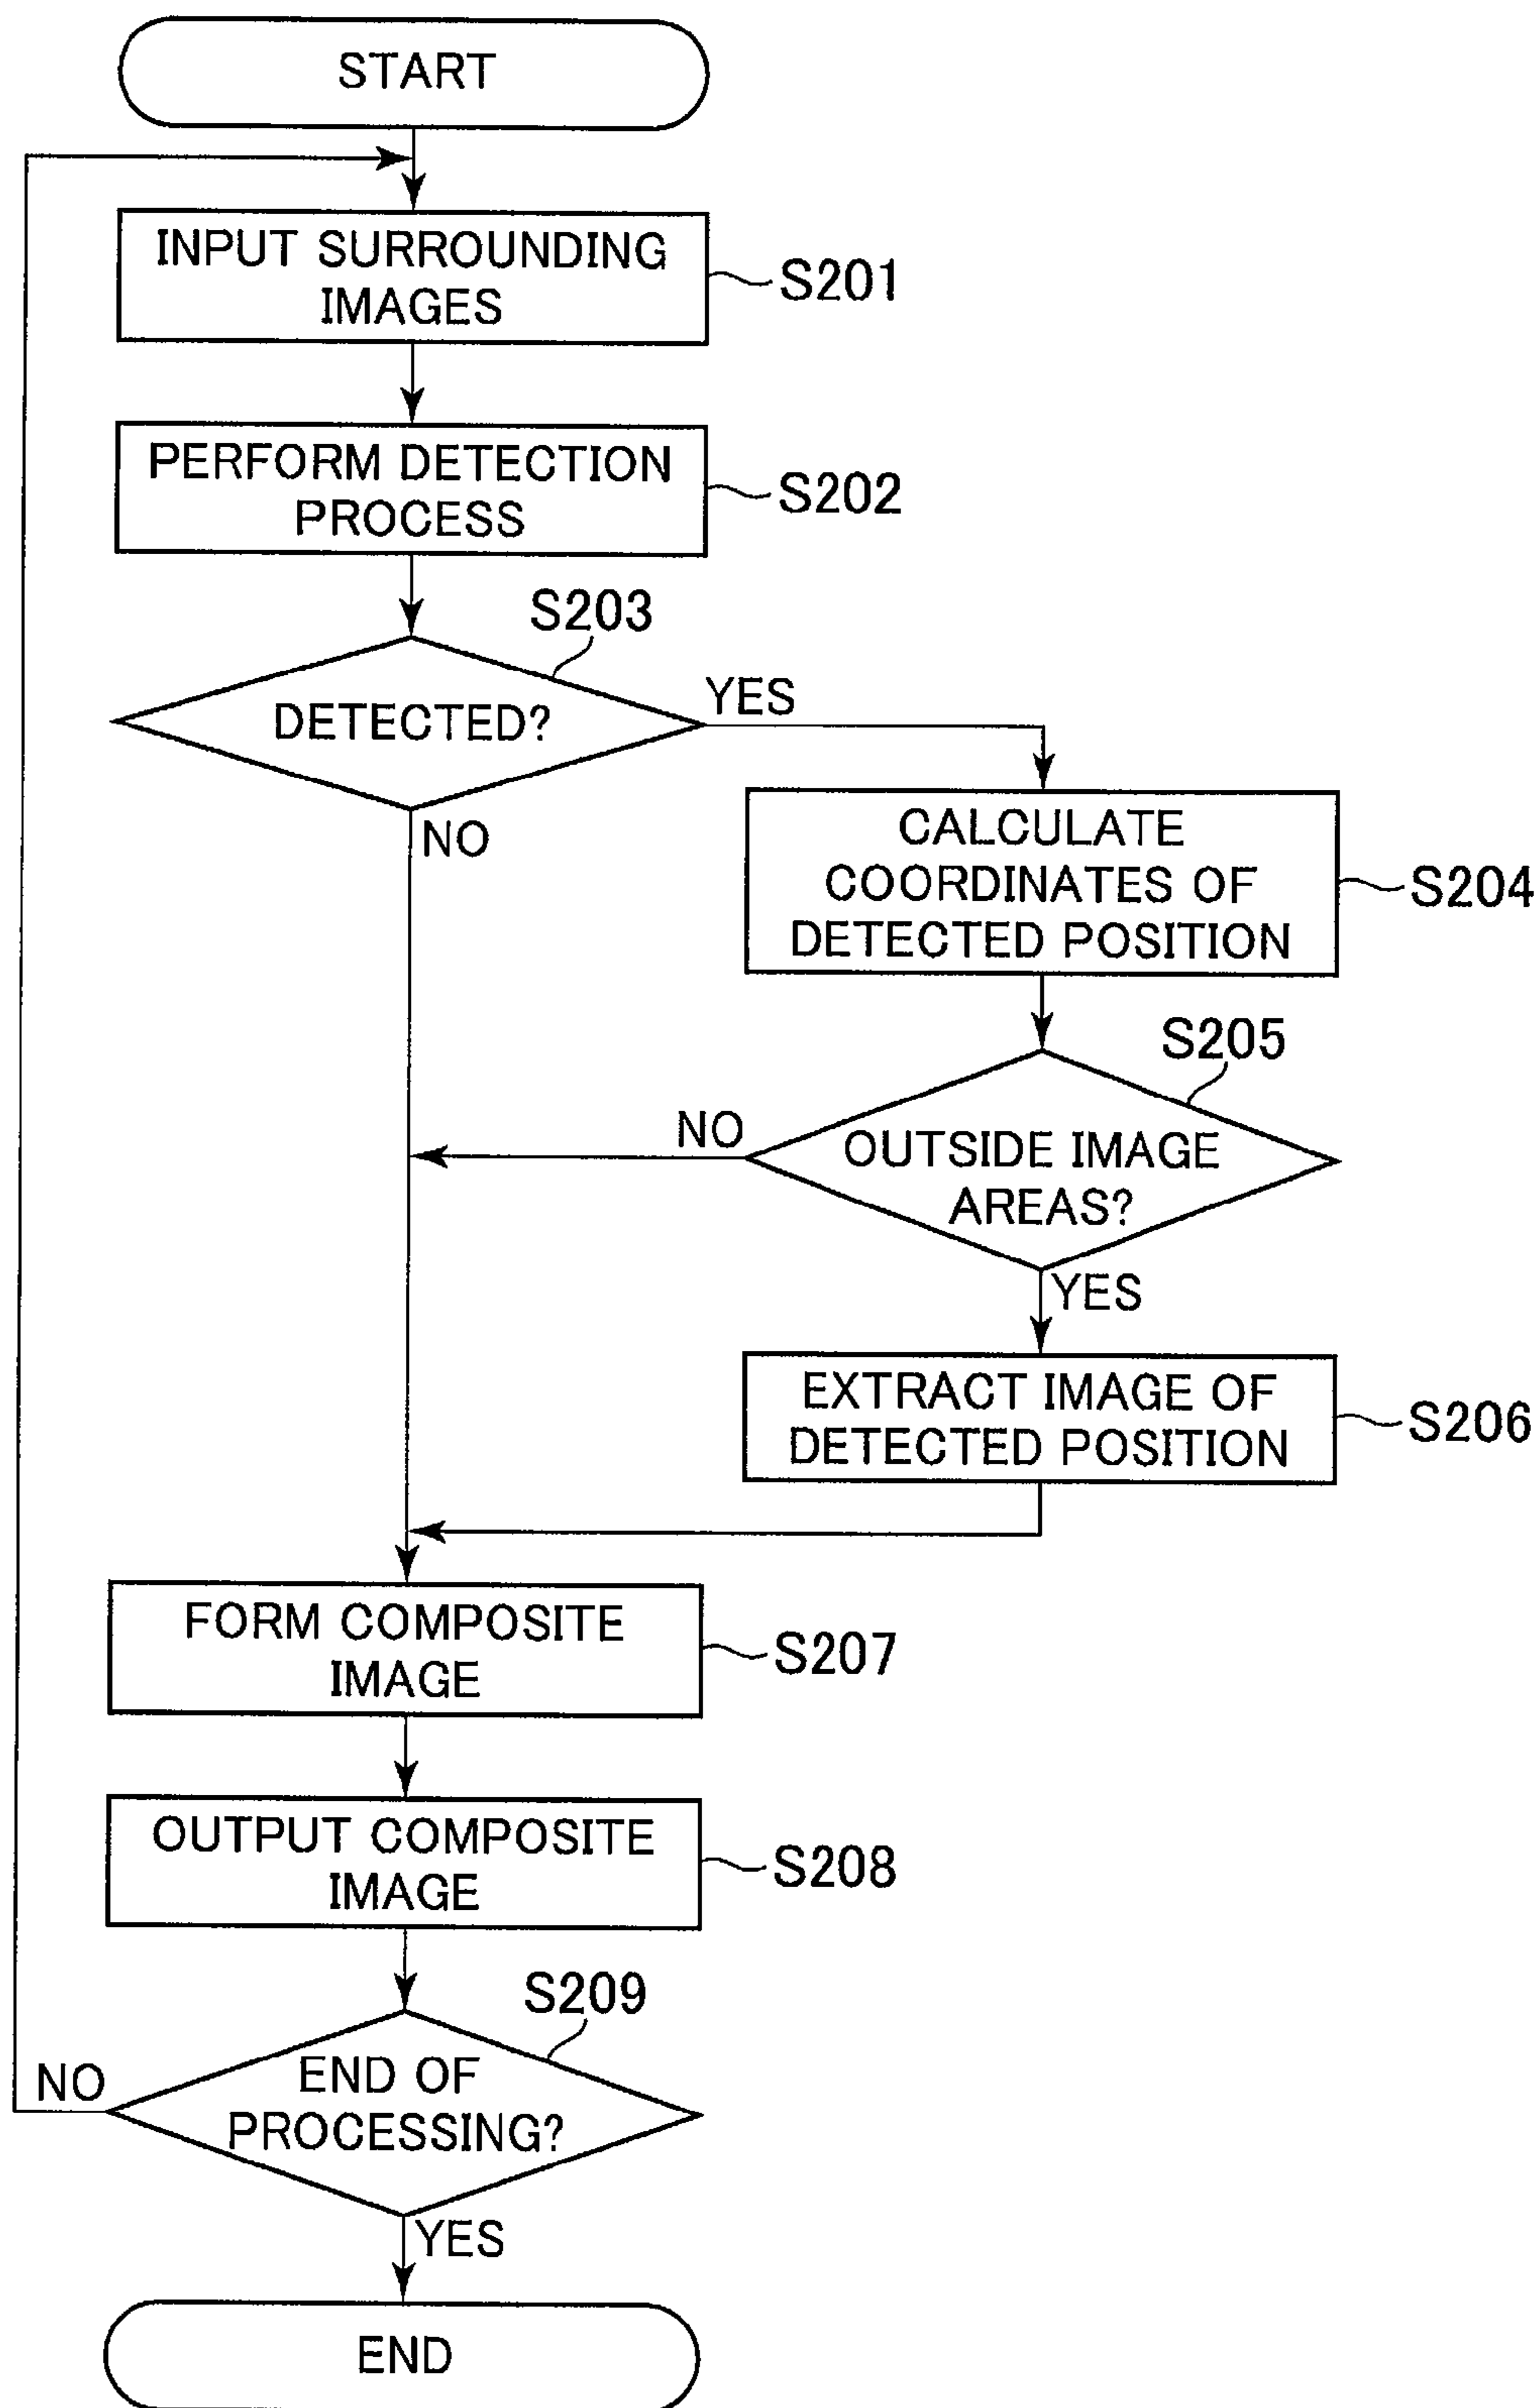 START
INPUT SURROUNDING
IMAGES
S201
PERFORM DETECTION
PROCESS
S202
S203
DETECTED?
YES
NO
CALCULATE
COORDINATES OF
DETECTED POSITION
S204
S205
OUTSIDE IMAGE
AREAS?
NO
YES
EXTRACT IMAGE OF
DETECTED POSITION
S206
FORM COMPOSITE
IMAGE
S207
OUTPUT COMPOSITE
IMAGE
S208
S209
END OF
PROCESSING?
NO
YES
END